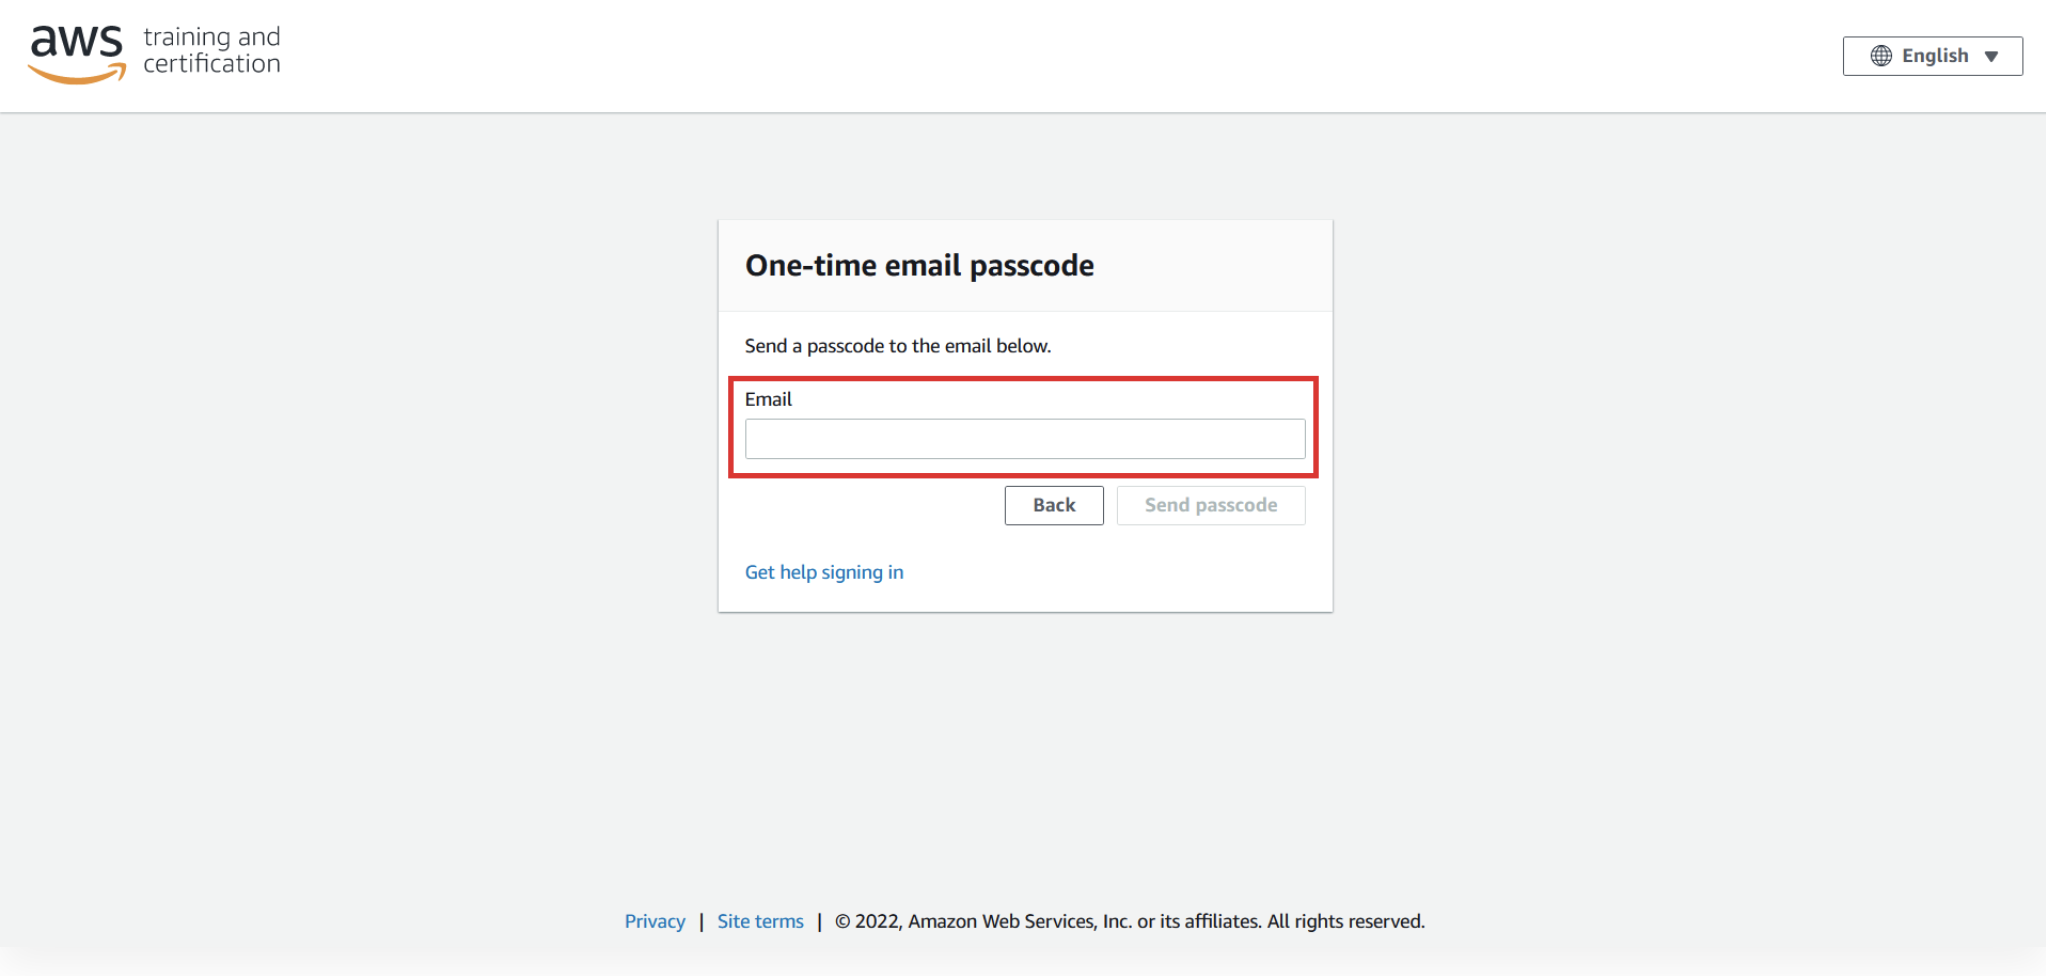 aws training and
certification
English
One-time email passcode
Send a passcode to the email below.
Email
Back Send passcode
Get help signing in
Privacy | Site terms | © 2022, Amazon Web Services, Inc. or its affiliates. All rights reserved.